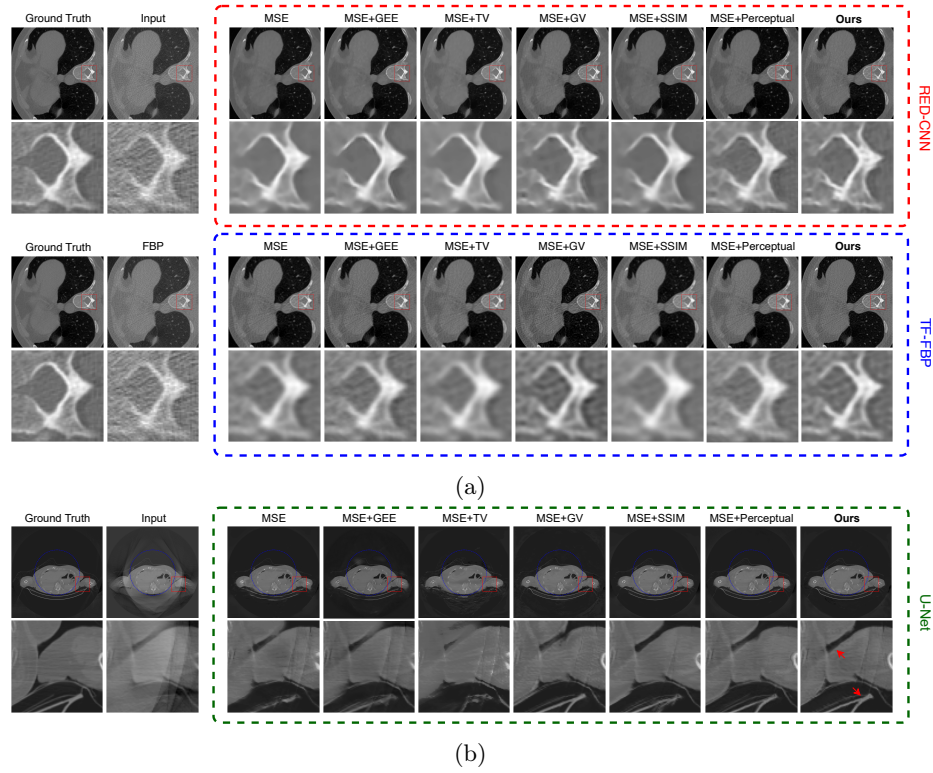 Ground Truth Input MSE MSE+GEE MSE+TV MSE+GV MSE+SSIM MSE+Perceptual Ours
RED-CNN
Ground Truth FBP MSE MSE+GEE MSE+TV MSE+GV MSE+SSIM MSE+Perceptual Ours
TF-FBP
(a)
Ground Truth Input MSE MSE+GEE MSE+TV MSE+GV MSE+SSIM MSE+Perceptual Ours
U-Net
(b)